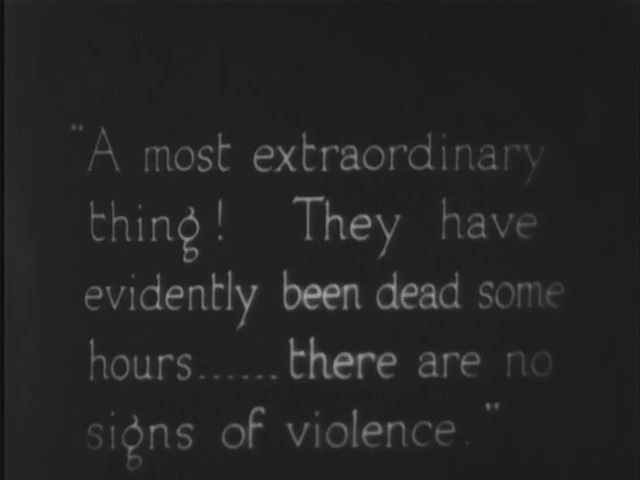 "A most extraordinary
thing! They have
evidently been dead some
hours......there are no
signs of violence."